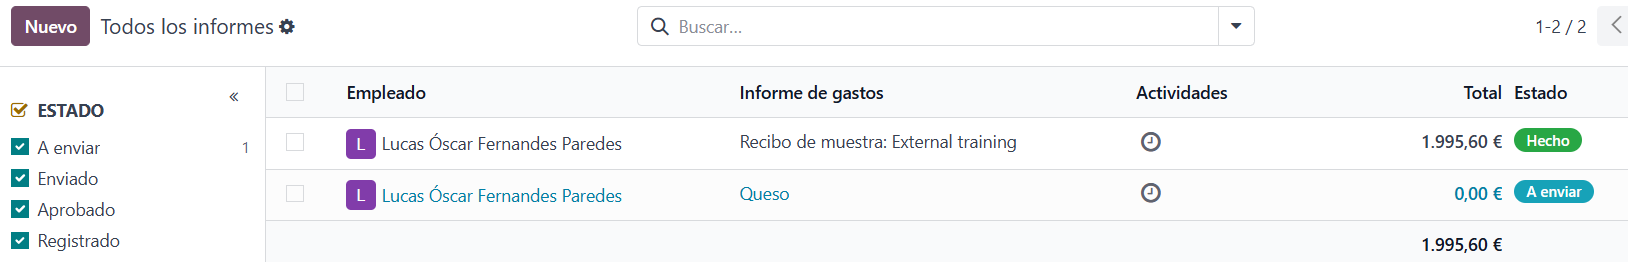 Nuevo Todos los informes Buscar... 1-2 / 2
ESTADO
A enviar 1
Enviado
Aprobado
Registrado
Empleado Informe de gastos Actividades Total Estado
L Lucas Óscar Fernandes Paredes Recibo de muestra: External training 1.995,60 € Hecho
L Lucas Óscar Fernandes Paredes Queso 0,00 € A enviar
1.995,60 €